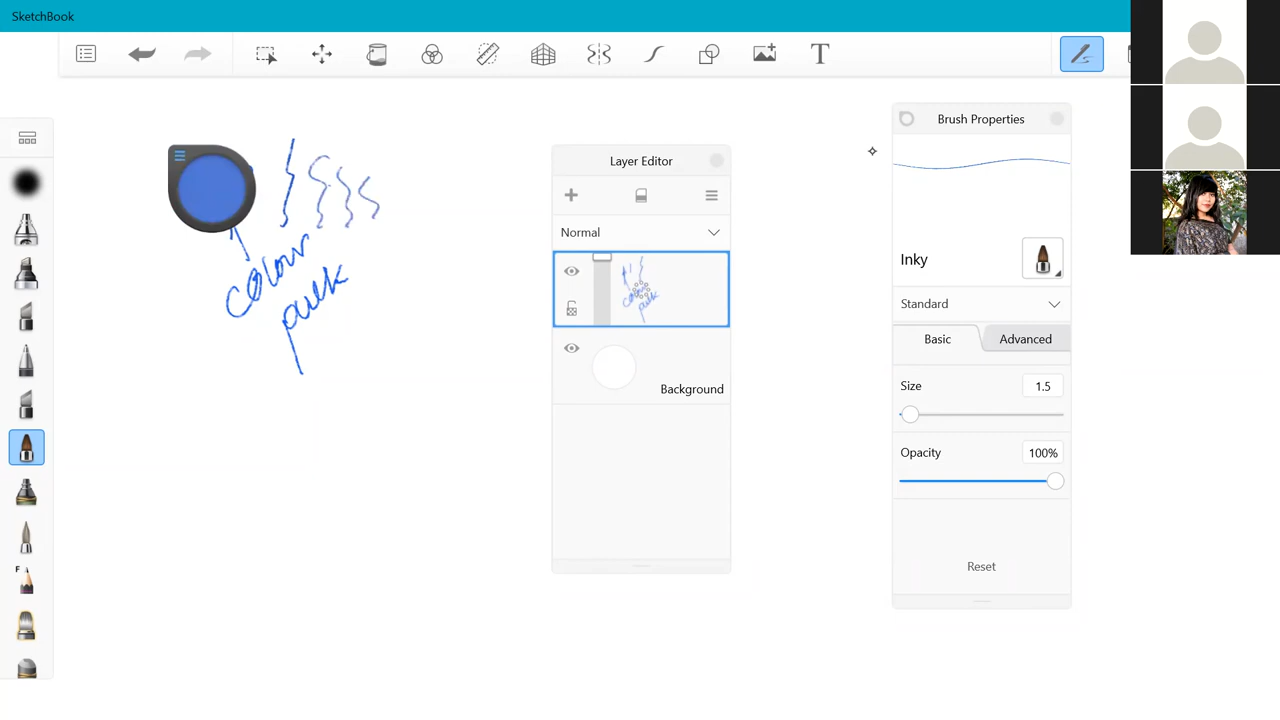 SketchBook
T
Layer Editor
Normal
Background
colour
puck
Brush Properties
Inky
Standard
Basic
Advanced
Size
1.5
Opacity
100%
Reset
F